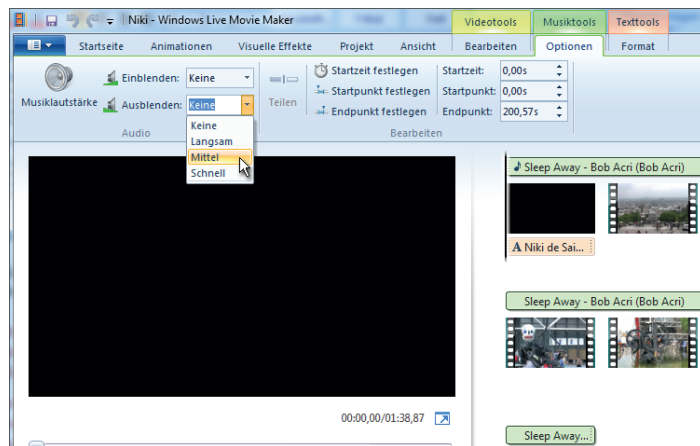 Niki - Windows Live Movie Maker
Videotools Musiktools Texttools
Startseite Animationen Visuelle Effekte Projekt Ansicht Bearbeiten Optionen Format
Musiklautstärke
Einblenden: Keine
Ausblenden: Keine
Keine
Langsam
Mittel
Schnell
Audio
Teilen
Startzeit festlegen
Startpunkt festlegen
Endpunkt festlegen
Startzeit: 0,00s
Startpunkt: 0,00s
Endpunkt: 200,57s
Bearbeiten
Sleep Away - Bob Acri (Bob Acri)
A Niki de Sai...
Sleep Away - Bob Acri (Bob Acri)
00:00,00/01:38,87
Sleep Away...